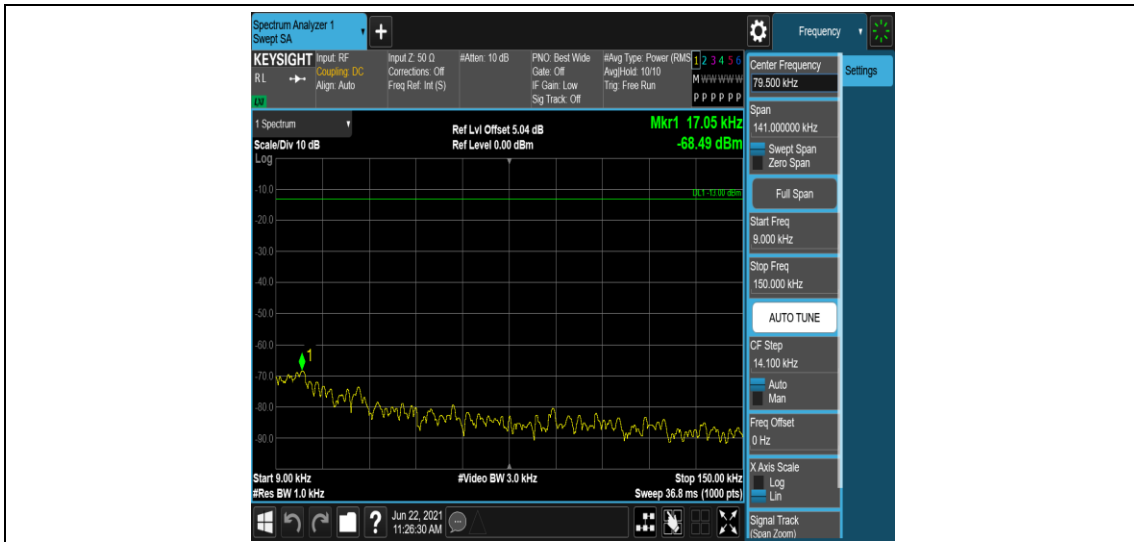 Spectrum Analyzer 1
Swept SA
+
Frequency
KEYSIGHT
RL
Input: RF
Coupling: DC
Align: Auto
Input Z: 50 Ω
Corrections: Off
Freq Ref: Int (S)
#Atten: 10 dB
PNO: Best Wide
Gate: Off
IF Gain: Low
Sig Track: Off
#Avg Type: Power (RMS
Avg|Hold: 10/10
Trig: Free Run
1 2 3 4 5 6
M W W W W W
P P P P P P
1 Spectrum
Scale/Div 10 dB
Log
Ref Lvl Offset 5.04 dB
Ref Level 0.00 dBm
Mkr1 17.05 kHz
-68.49 dBm
DL1 -13.00 dBm
-10.0
-20.0
-30.0
-40.0
-50.0
-60.0
-70.0
-80.0
-90.0
1
Start 9.00 kHz
#Res BW 1.0 kHz
#Video BW 3.0 kHz
Stop 150.00 kHz
Sweep 36.8 ms (1000 pts)
Center Frequency
79.500 kHz
Settings
Span
141.000000 kHz
Swept Span
Zero Span
Full Span
Start Freq
9.000 kHz
Stop Freq
150.000 kHz
AUTO TUNE
CF Step
14.100 kHz
Auto
Man
Freq Offset
0 Hz
X Axis Scale
Log
Lin
Signal Track
(Span Zoom)
?
Jun 22, 2021
11:26:30 AM